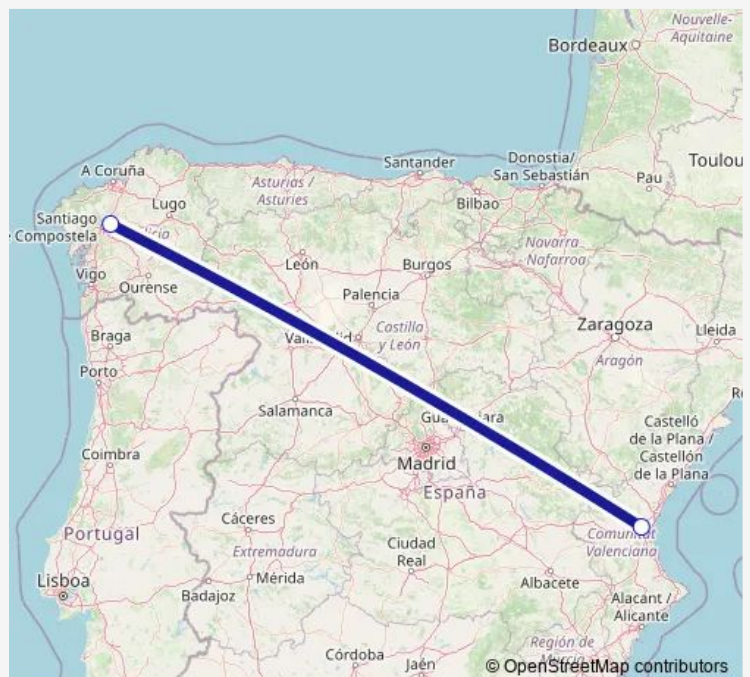 Nouvelle-
Aquitaine
Bordeaux
Toulou
Donostia/
San Sebastián
Pau
Santander
A Coruña
Asturias /
Asturies
Bilbao
Lugo
Santiago
Compostela
Navarra
- Nafarroa
León
Burgos
Vigo
Ourense
Palencia
Zaragoza
Lleida
Castilla
y León
Braga
Aragón
Porto
Salamanca
Castelló
de la Plana /
Castellón
de la Plana
Coimbra
Madrid
España
Cáceres
Comunitat
Valenciana
Portugal
Extremadura
Ciudad
Real
Lisboa
Mérida
Albacete
Badajoz
Alacant /
Alicante
Región de
Córdoba
Jaén
© OpenStreetMap contributors